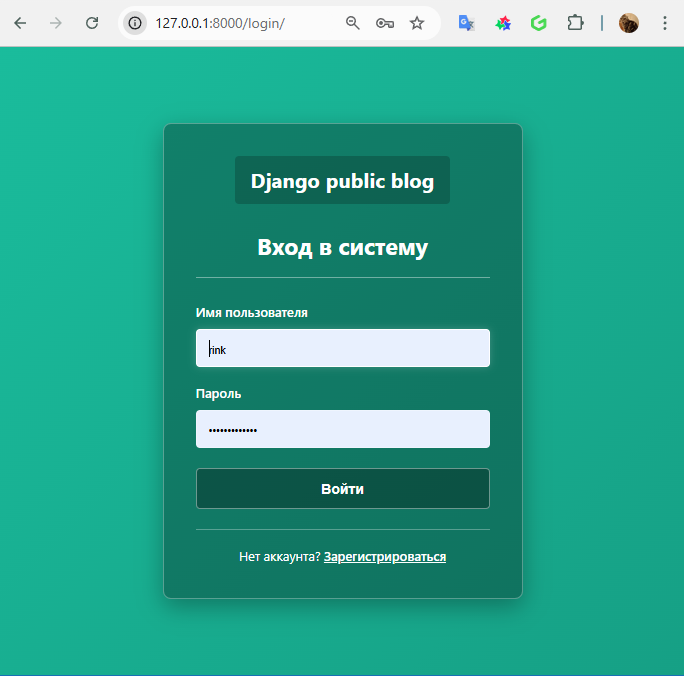 127.0.0.1:8000/login/
Django public blog
Вход в систему
Имя пользователя
rink
Пароль
•••••••••••••
Войти
Нет аккаунта? Зарегистрироваться